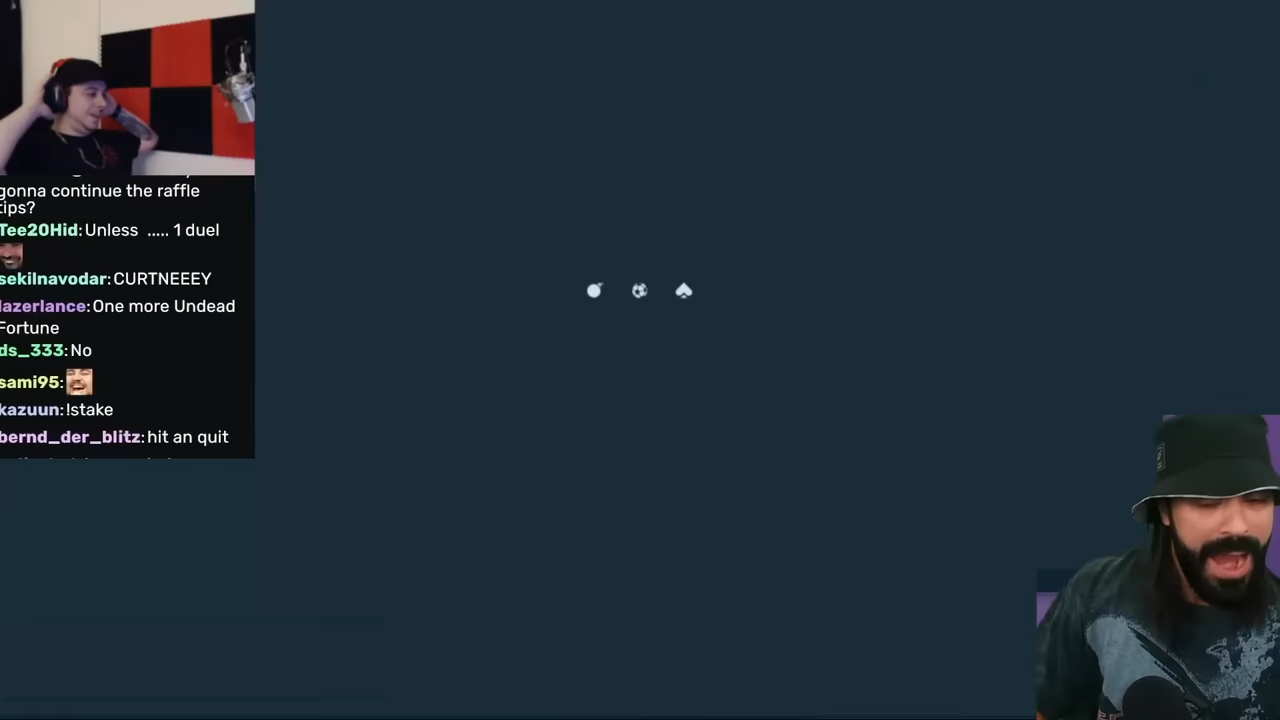 gonna continue the raffle
tips?
Tee20Hid: Unless ..... 1 duel
sekilnavodar: CURTNEEEY
lazerlance: One more Undead
Fortune
ds_333: No
sami95:
kazuun: !stake
bernd_der_blitz: hit an quit